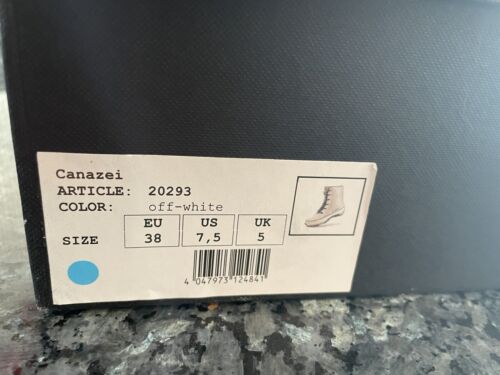 Canazei
ARTICLE: 20293
COLOR: off-white
EU US UK
SIZE 38 7,5 5
4 047973 124841